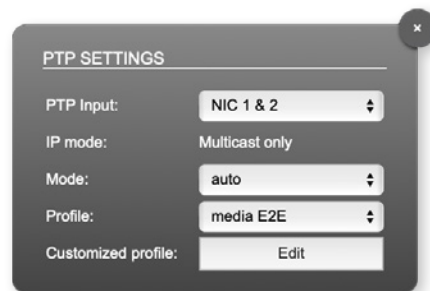 ×
PTP SETTINGS
PTP Input: NIC 1 & 2
IP mode: Multicast only
Mode: auto
Profile: media E2E
Customized profile: Edit